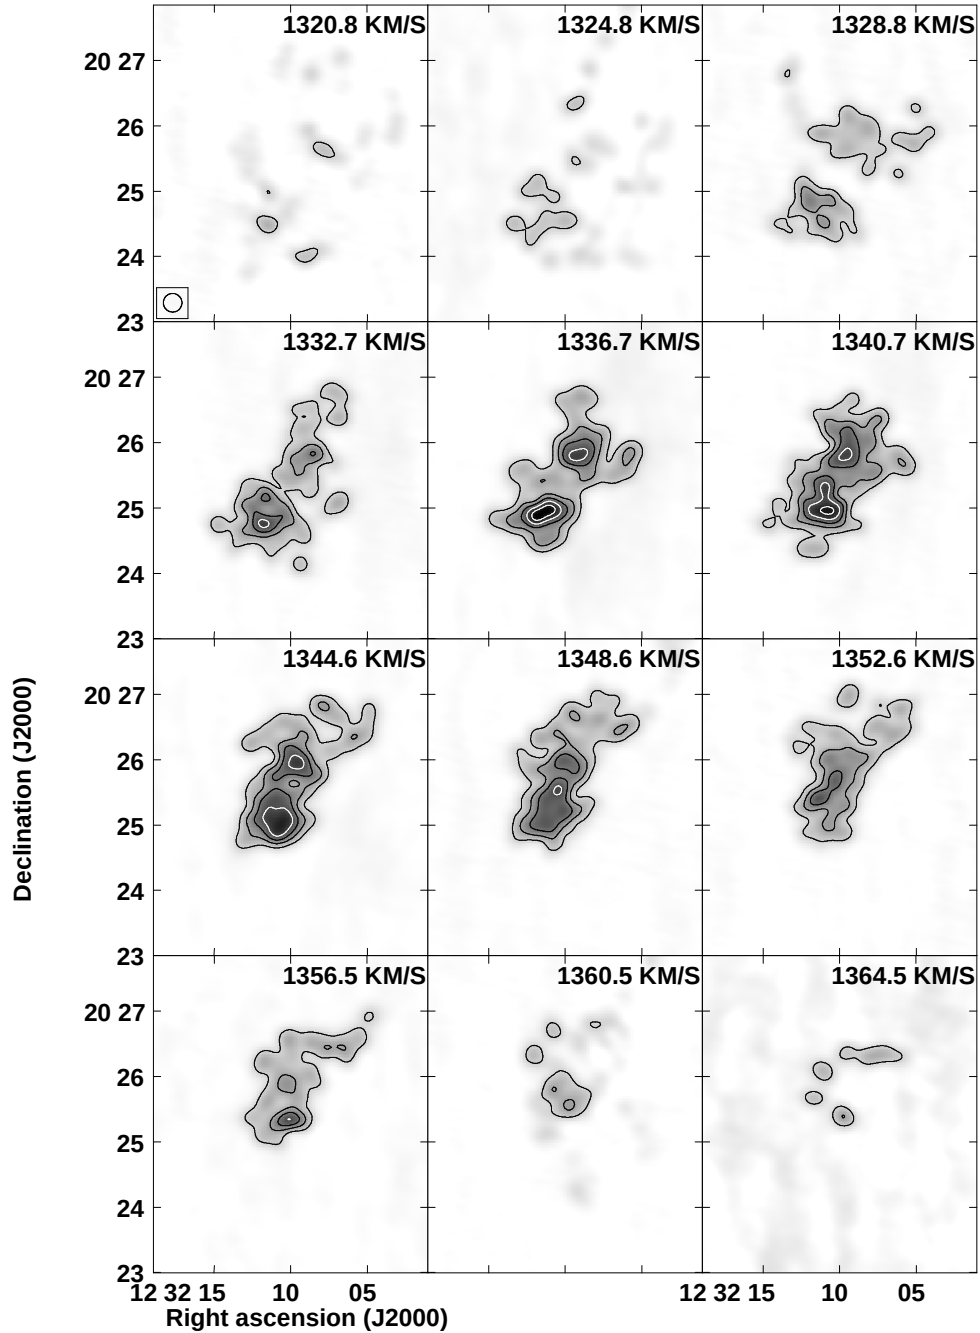 1320.8 KM/S 1324.8 KM/S 1328.8 KM/S
20 27
26
25
24
23
1332.7 KM/S 1336.7 KM/S 1340.7 KM/S
20 27
26
25
24
23
1344.6 KM/S 1348.6 KM/S 1352.6 KM/S
20 27
26
25
24
23
Declination (J2000)
1356.5 KM/S 1360.5 KM/S 1364.5 KM/S
20 27
26
25
24
23
12 32 15 10 05 12 32 15 10 05
Right ascension (J2000)